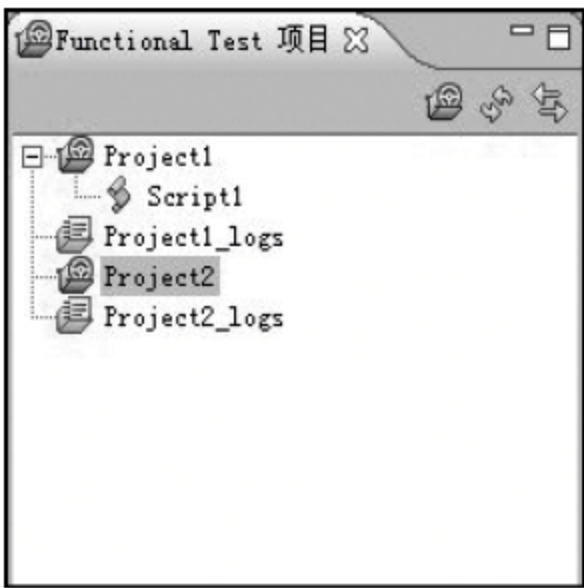 Functional Test 项目
Project1
Script1
Project1_logs
Project2
Project2_logs